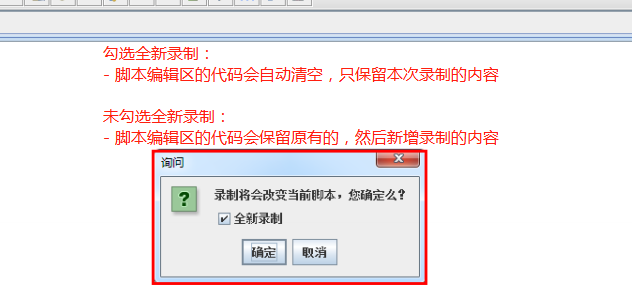 勾选全新录制：
- 脚本编辑区的代码会自动清空，只保留本次录制的内容
未勾选全新录制：
- 脚本编辑区的代码会保留原有的，然后新增录制的内容
询问
录制将会改变当前脚本，您确定么？
全新录制
确定 取消